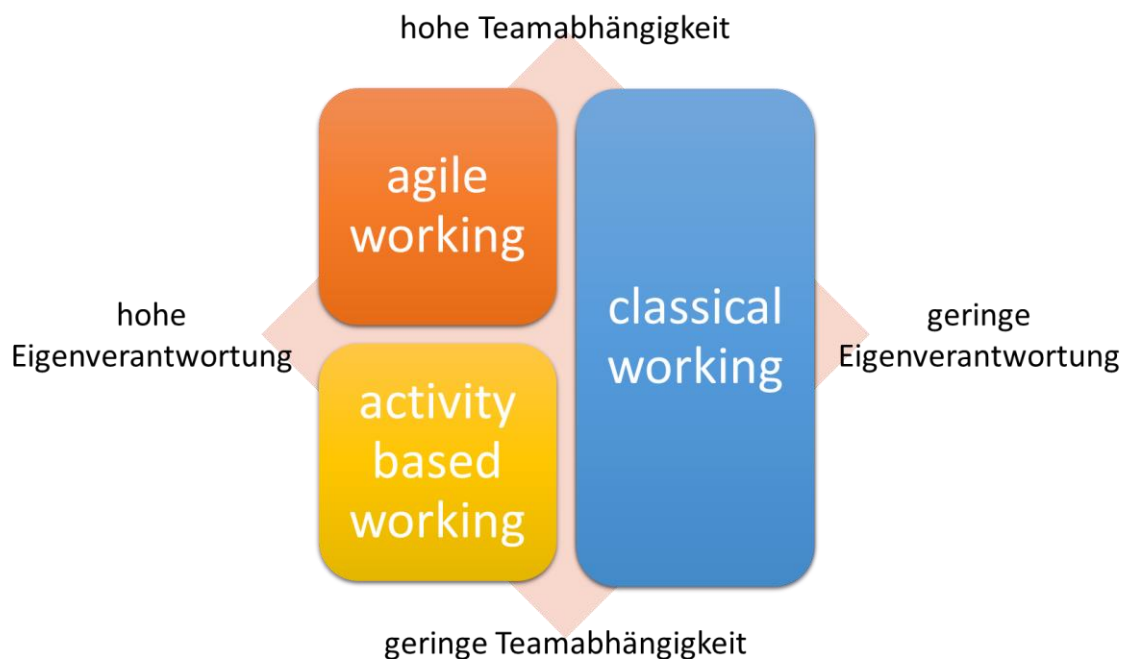 hohe Teamabhängigkeit
agile
working
classical
working
hohe
Eigenverantwortung
geringe
Eigenverantwortung
activity
based
working
geringe Teamabhängigkeit